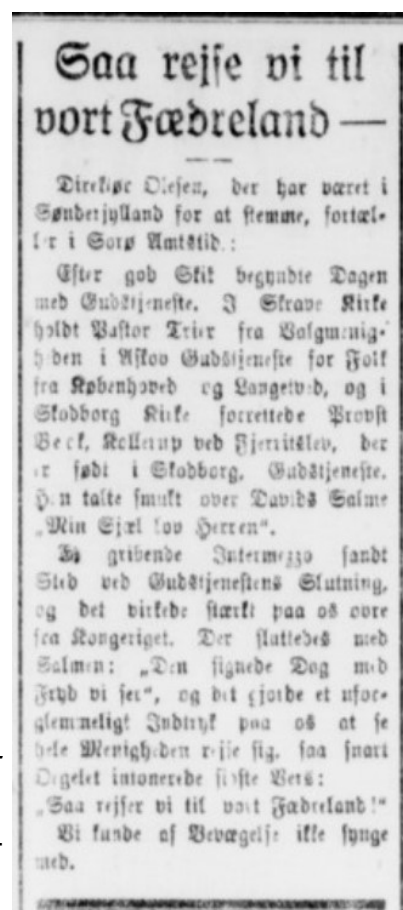 Saa rejse vi til
vort Fædreland —
Direktør Olesen, der har været i
Sønderjylland for at stemme, fortæl-
ler i Sorø Amtstid.:
Efter god Skik begyndte Dagen
med Gudstjeneste. I Skrave Kirke
holdt Pastor Trier fra Valgmenig-
heden i Askov Gudstjeneste for Folk
fra Københoved og Langetved, og i
Skodborg Kirke forrettede Provst
Beck, Kollerup ved Fjerritslev, der
er født i Skodborg, Gudstjeneste.
Han talte smukt over Davids Salme
„Min Sjæl lov Herren".
gribende Intermezzo fandt
Sted ved Gudstjenestens Slutning,
og det virkede stærkt paa os ovre
fra Kongeriget. Der sluttedes med
Salmen: „Den signede Dag med
Fryd vi ser", og det gjorde et ufor-
glemmeligt Indtryk paa os at se
hele Menigheden rejse sig, saa snart
Orgelet intonerede sidste Vers:
„Saa rejser vi til vort Fædreland!"
Vi kunde af Bevægelse ikke synge
med.